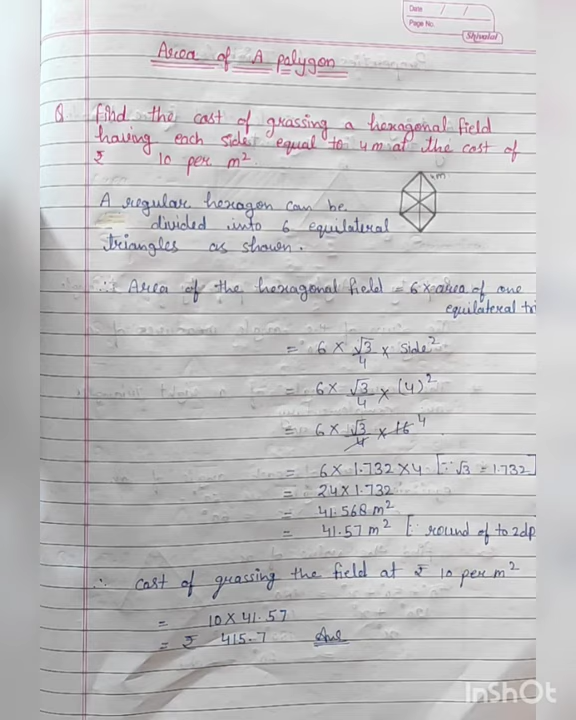 Date / /
Page No.
Shivalal
Area of A polygon
Q Find the cost of grassing a hexagonal field
having each side equal to 4m at the cost of
₹ 10 per m²
A regular hexagon can be
divided into 6 equilateral
triangles as shown.
m
∴ Area of the hexagonal field = 6 × area of one
equilateral tri
= 6 × √3/4 × side²
= 6 × √3/4 × (4)²
= 6 × √3/4 × 16 4
= 6 × 1.732 × 4 [∵ √3 = 1.732]
= 24 × 1.732
= 41.568 m²
= 41.57 m² [: round of to 2dp
∴ cost of grassing the field at ₹ 10 per m²
= 10 × 41.57
= ₹ 415.7 Ans
InShOt